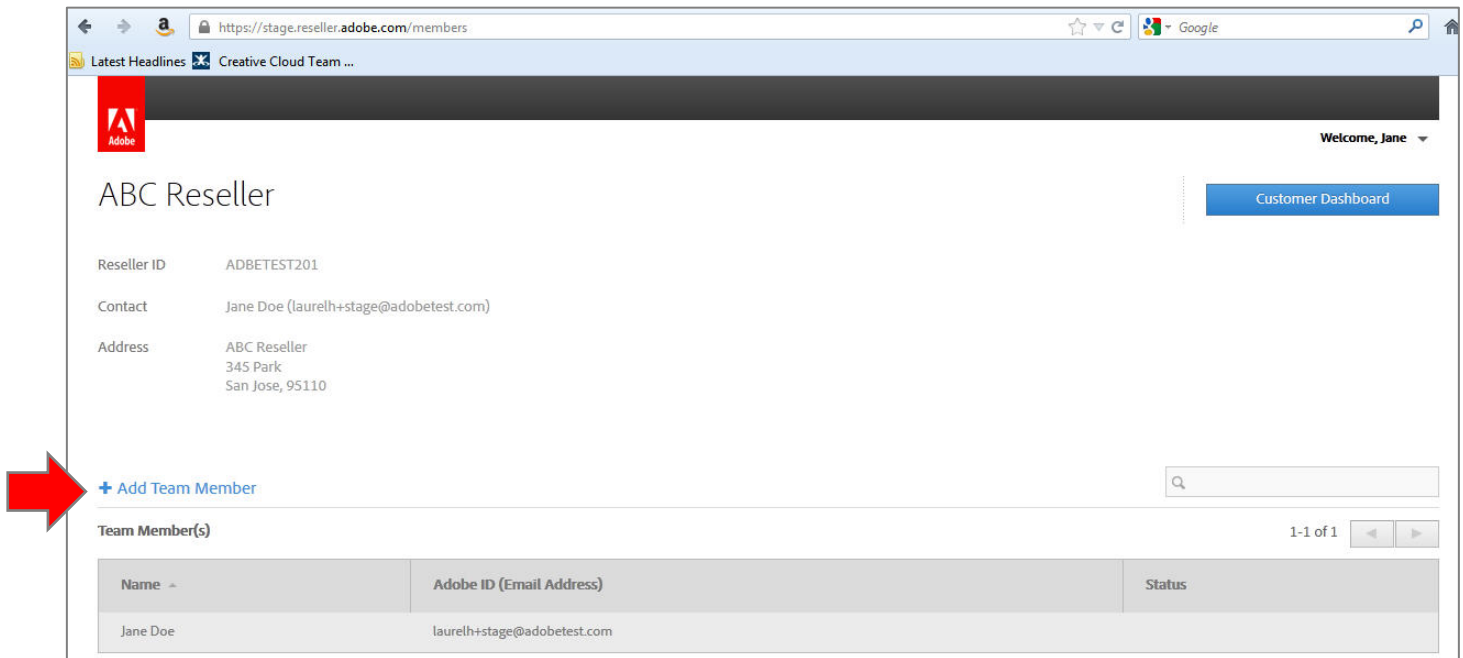 https://stage.reseller.adobe.com/members
Google
Latest Headlines Creative Cloud Team ...
Adobe
Welcome, Jane
ABC Reseller
Customer Dashboard
Reseller ID ADBETEST201
Contact Jane Doe (laurelh+stage@adobetest.com)
Address ABC Reseller
345 Park
San Jose, 95110
+ Add Team Member
Team Member(s) 1-1 of 1
Name Adobe ID (Email Address) Status
Jane Doe laurelh+stage@adobetest.com